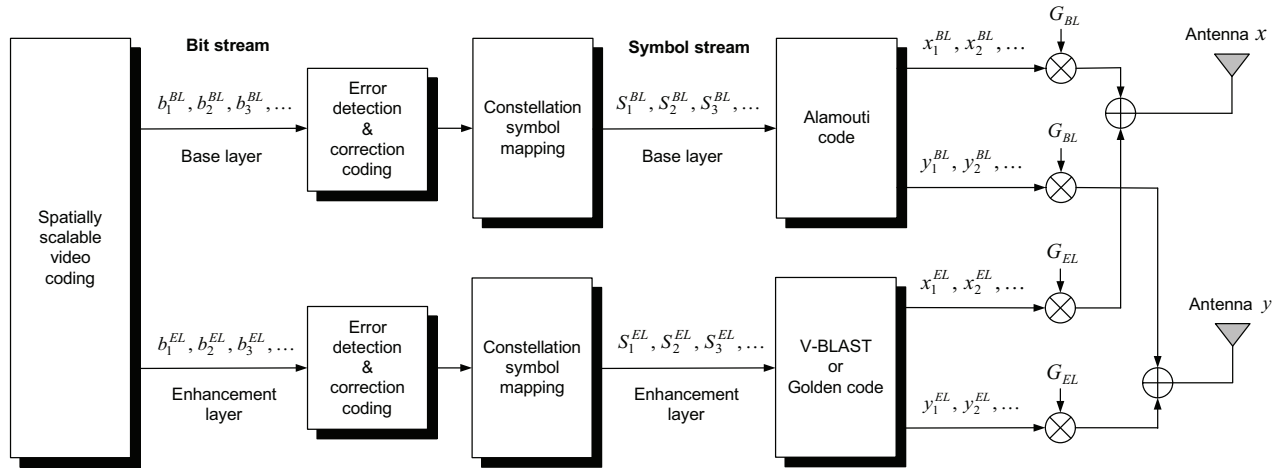 Bit stream
Symbol stream
Spatially
scalable
video
coding
b_1^{BL}, b_2^{BL}, b_3^{BL}, …
Base layer
Error
detection
&
correction
coding
Constellation
symbol
mapping
S_1^{BL}, S_2^{BL}, S_3^{BL}, …
Base layer
Alamouti
code
x_1^{BL}, x_2^{BL}, …
G_{BL}
y_1^{BL}, y_2^{BL}, …
G_{BL}
Antenna x
b_1^{EL}, b_2^{EL}, b_3^{EL}, …
Enhancement
layer
Error
detection
&
correction
coding
Constellation
symbol
mapping
S_1^{EL}, S_2^{EL}, S_3^{EL}, …
Enhancement
layer
V-BLAST
or
Golden code
x_1^{EL}, x_2^{EL}, …
G_{EL}
y_1^{EL}, y_2^{EL}, …
G_{EL}
Antenna y